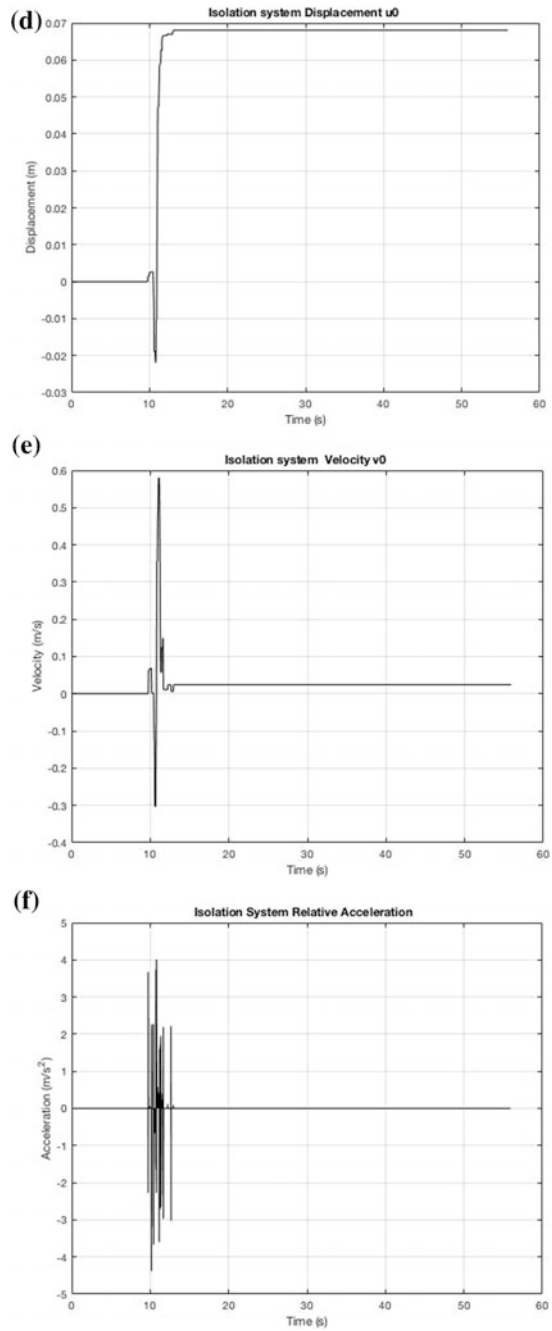 (d)
Isolation system Displacement u0
0.07
0.06
0.05
0.04
0.03
0.02
0.01
0
-0.01
-0.02
-0.03
Displacement (m)
0 10 20 30 40 50 60
Time (s)
(e)
Isolation system Velocity v0
0.6
0.5
0.4
0.3
0.2
0.1
0
-0.1
-0.2
-0.3
-0.4
Velocity (m/s)
0 10 20 30 40 50 60
Time (s)
(f)
Isolation System Relative Acceleration
5
4
3
2
1
0
-1
-2
-3
-4
-5
Acceleration (m/s²)
0 10 20 30 40 50 60
Time (s)